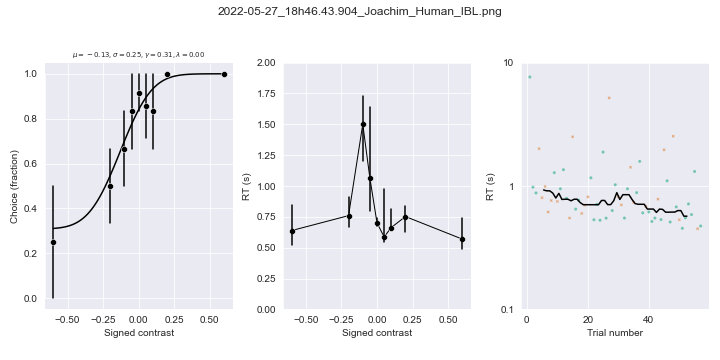 2022-05-27_18h46.43.904_Joachim_Human_IBL.png
μ = −0.13, σ = 0.25, γ = 0.31, λ = 0.00
1.0
0.8
0.6
0.4
0.2
0.0
Choice (fraction)
−0.50 −0.25 0.00 0.25 0.50
Signed contrast
2.00
1.75
1.50
1.25
1.00
0.75
0.50
0.25
0.00
RT (s)
−0.50 −0.25 0.00 0.25 0.50
Signed contrast
10
1
0.1
RT (s)
0 20 40
Trial number